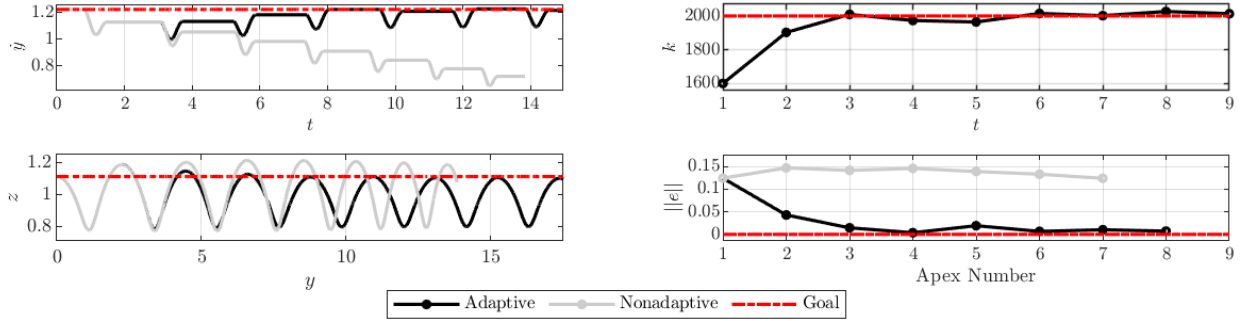 1.2
1
0.8
ẏ
0 2 4 6 8 10 12 14
t
1.2
1.0
0.8
z
0 5 10 15
y
2000
1800
1600
k
1 2 3 4 5 6 7 8 9
t
0.15
0.1
0.05
0
||e||
1 2 3 4 5 6 7 8 9
Apex Number
Adaptive Nonadaptive Goal